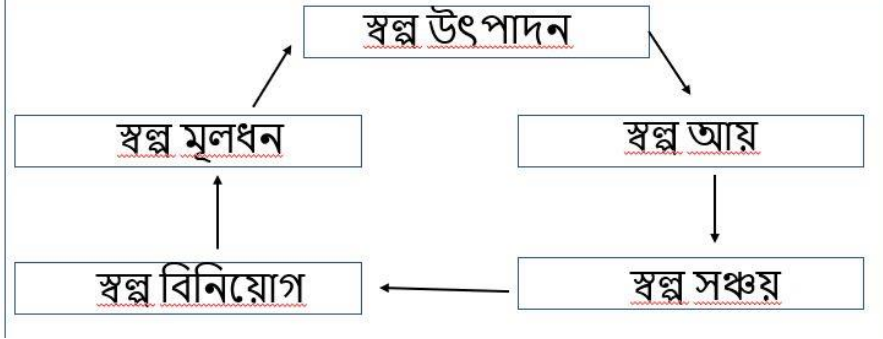 স্বল্প উৎপাদন
স্বল্প মূলধন
স্বল্প আয়
স্বল্প বিনিয়োগ
স্বল্প সঞ্চয়